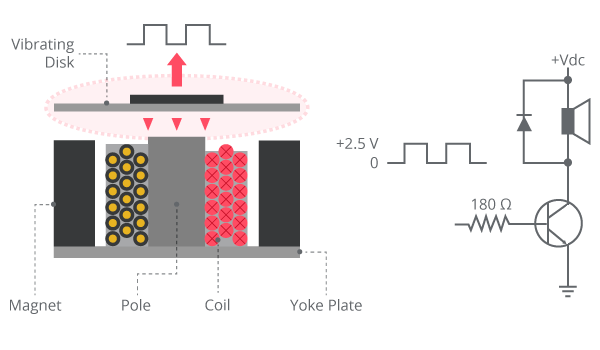 Vibrating
Disk
+Vdc
+2.5 V
0
180 Ω
Magnet
Pole
Coil
Yoke Plate